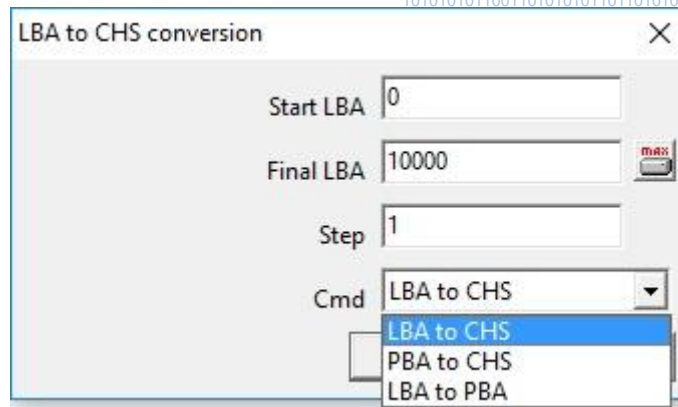 LBA to CHS conversion
Start LBA 0
Final LBA 10000
max
Step 1
Cmd LBA to CHS
LBA to CHS
PBA to CHS
LBA to PBA